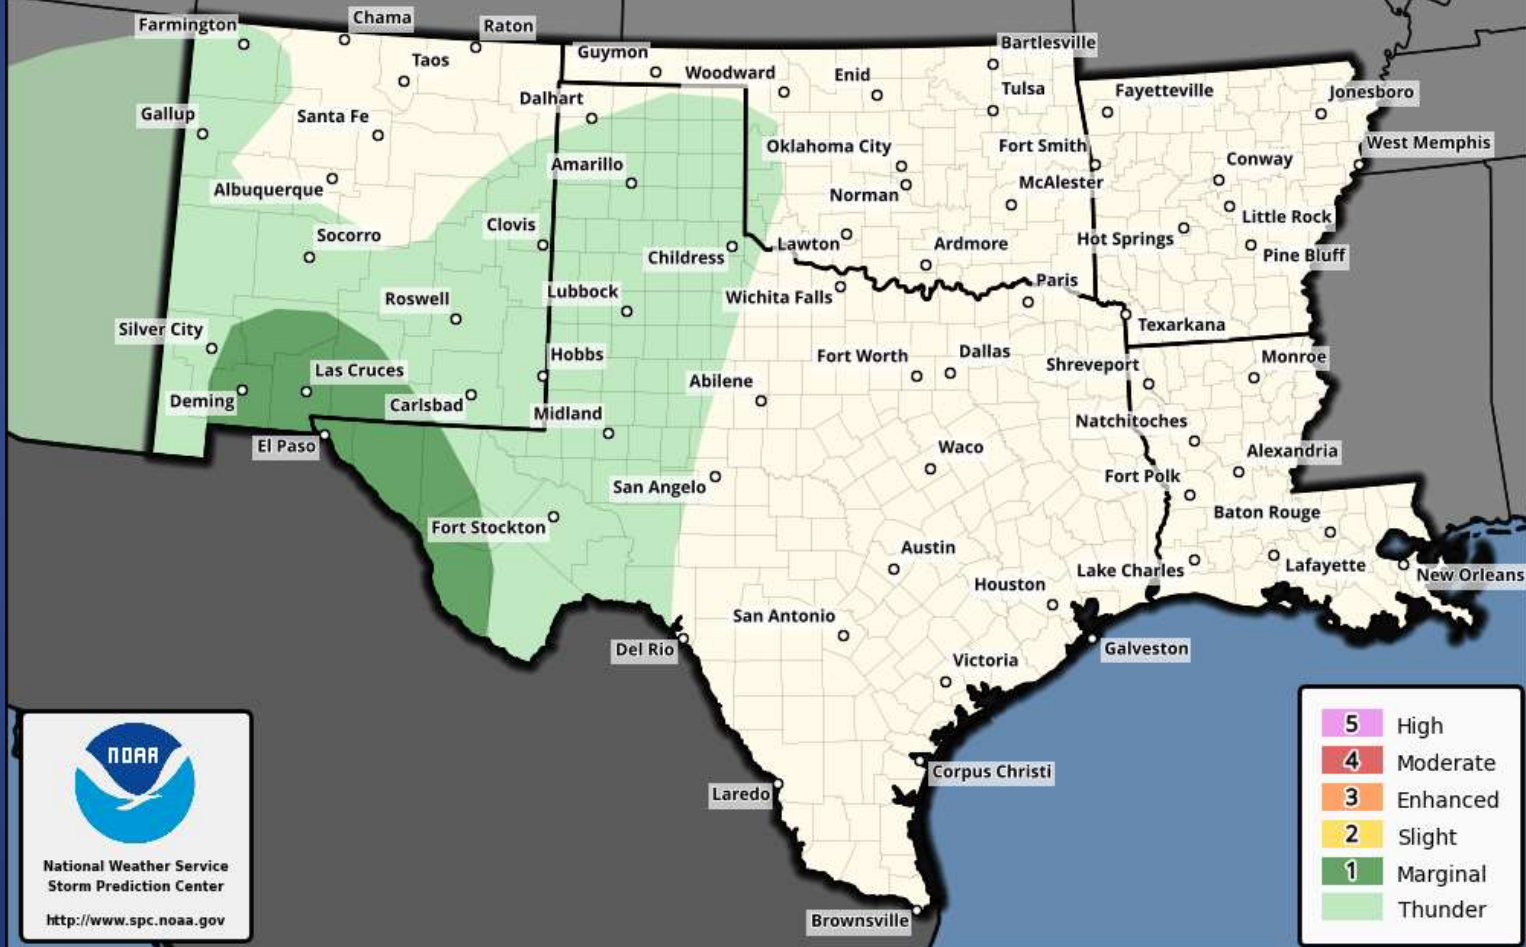 Farmington
Chama
Raton
Taos
Guymon
Woodward
Enid
Bartlesville
Tulsa
Fayetteville
Jonesboro
Gallup
Santa Fe
Dalhart
Oklahoma City
Fort Smith
West Memphis
Albuquerque
Amarillo
Norman
McAlester
Conway
Little Rock
Socorro
Clovis
Childress
Lawton
Ardmore
Hot Springs
Pine Bluff
Roswell
Lubbock
Wichita Falls
Paris
Texarkana
Silver City
Las Cruces
Hobbs
Fort Worth
Dallas
Shreveport
Monroe
Deming
Carlsbad
Midland
Abilene
Natchitoches
El Paso
San Angelo
Waco
Fort Polk
Alexandria
Fort Stockton
Baton Rouge
Austin
Houston
Lake Charles
Lafayette
New Orleans
San Antonio
Del Rio
Victoria
Galveston
Laredo
Corpus Christi
Brownsville
NOAA
National Weather Service
Storm Prediction Center
http://www.spc.noaa.gov
5 High
4 Moderate
3 Enhanced
2 Slight
1 Marginal
Thunder